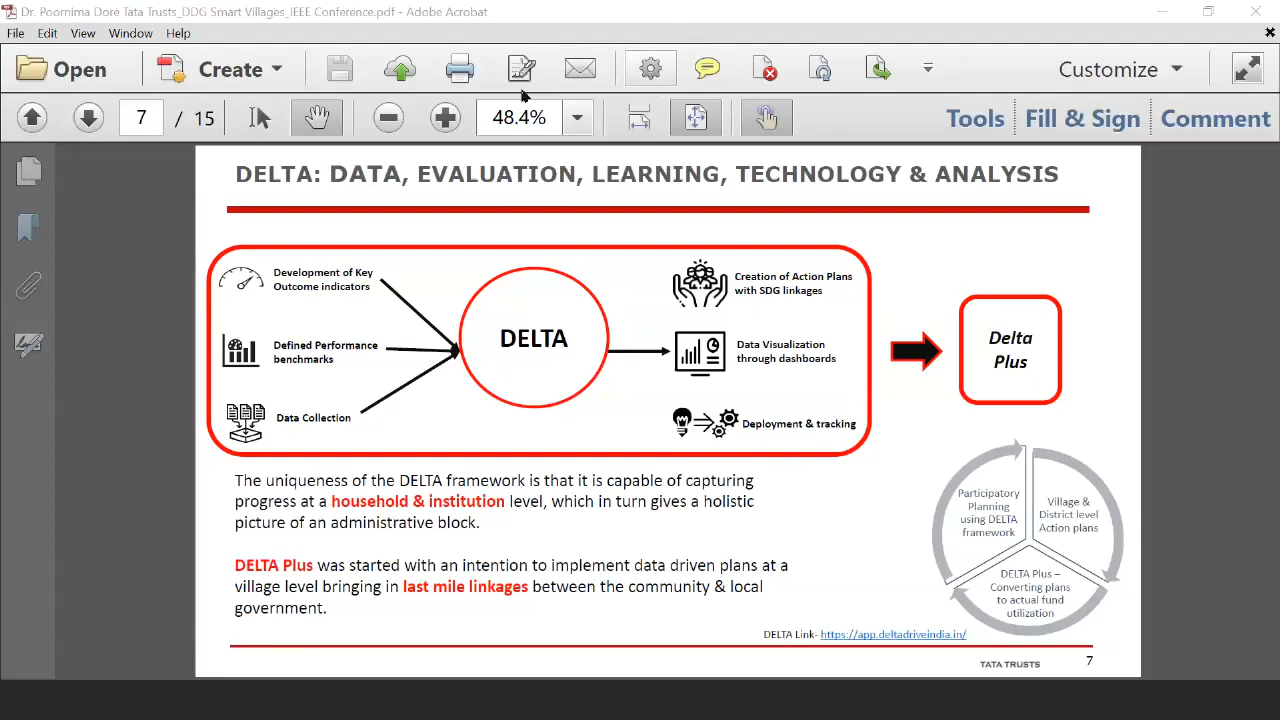 Dr. Poornima Dore Tata Trusts_DDG Smart Villages_IEEE Conference.pdf - Adobe Acrobat
File Edit View Window Help
Open Create Customize
7 / 15 48.4% Tools Fill & Sign Comment
DELTA: DATA, EVALUATION, LEARNING, TECHNOLOGY & ANALYSIS
Development of Key
Outcome indicators
Defined Performance
benchmarks
Data Collection
DELTA
Creation of Action Plans
with SDG linkages
Data Visualization
through dashboards
Deployment & tracking
Delta
Plus
The uniqueness of the DELTA framework is that it is capable of capturing
progress at a household & institution level, which in turn gives a holistic
picture of an administrative block.
DELTA Plus was started with an intention to implement data driven plans at a
village level bringing in last mile linkages between the community & local
government.
Participatory
Planning
using DELTA
framework
Village &
District level
Action plans
DELTA Plus –
Converting plans
to actual fund
utilization
DELTA Link- https://app.deltadriveindia.in/
TATA TRUSTS
7